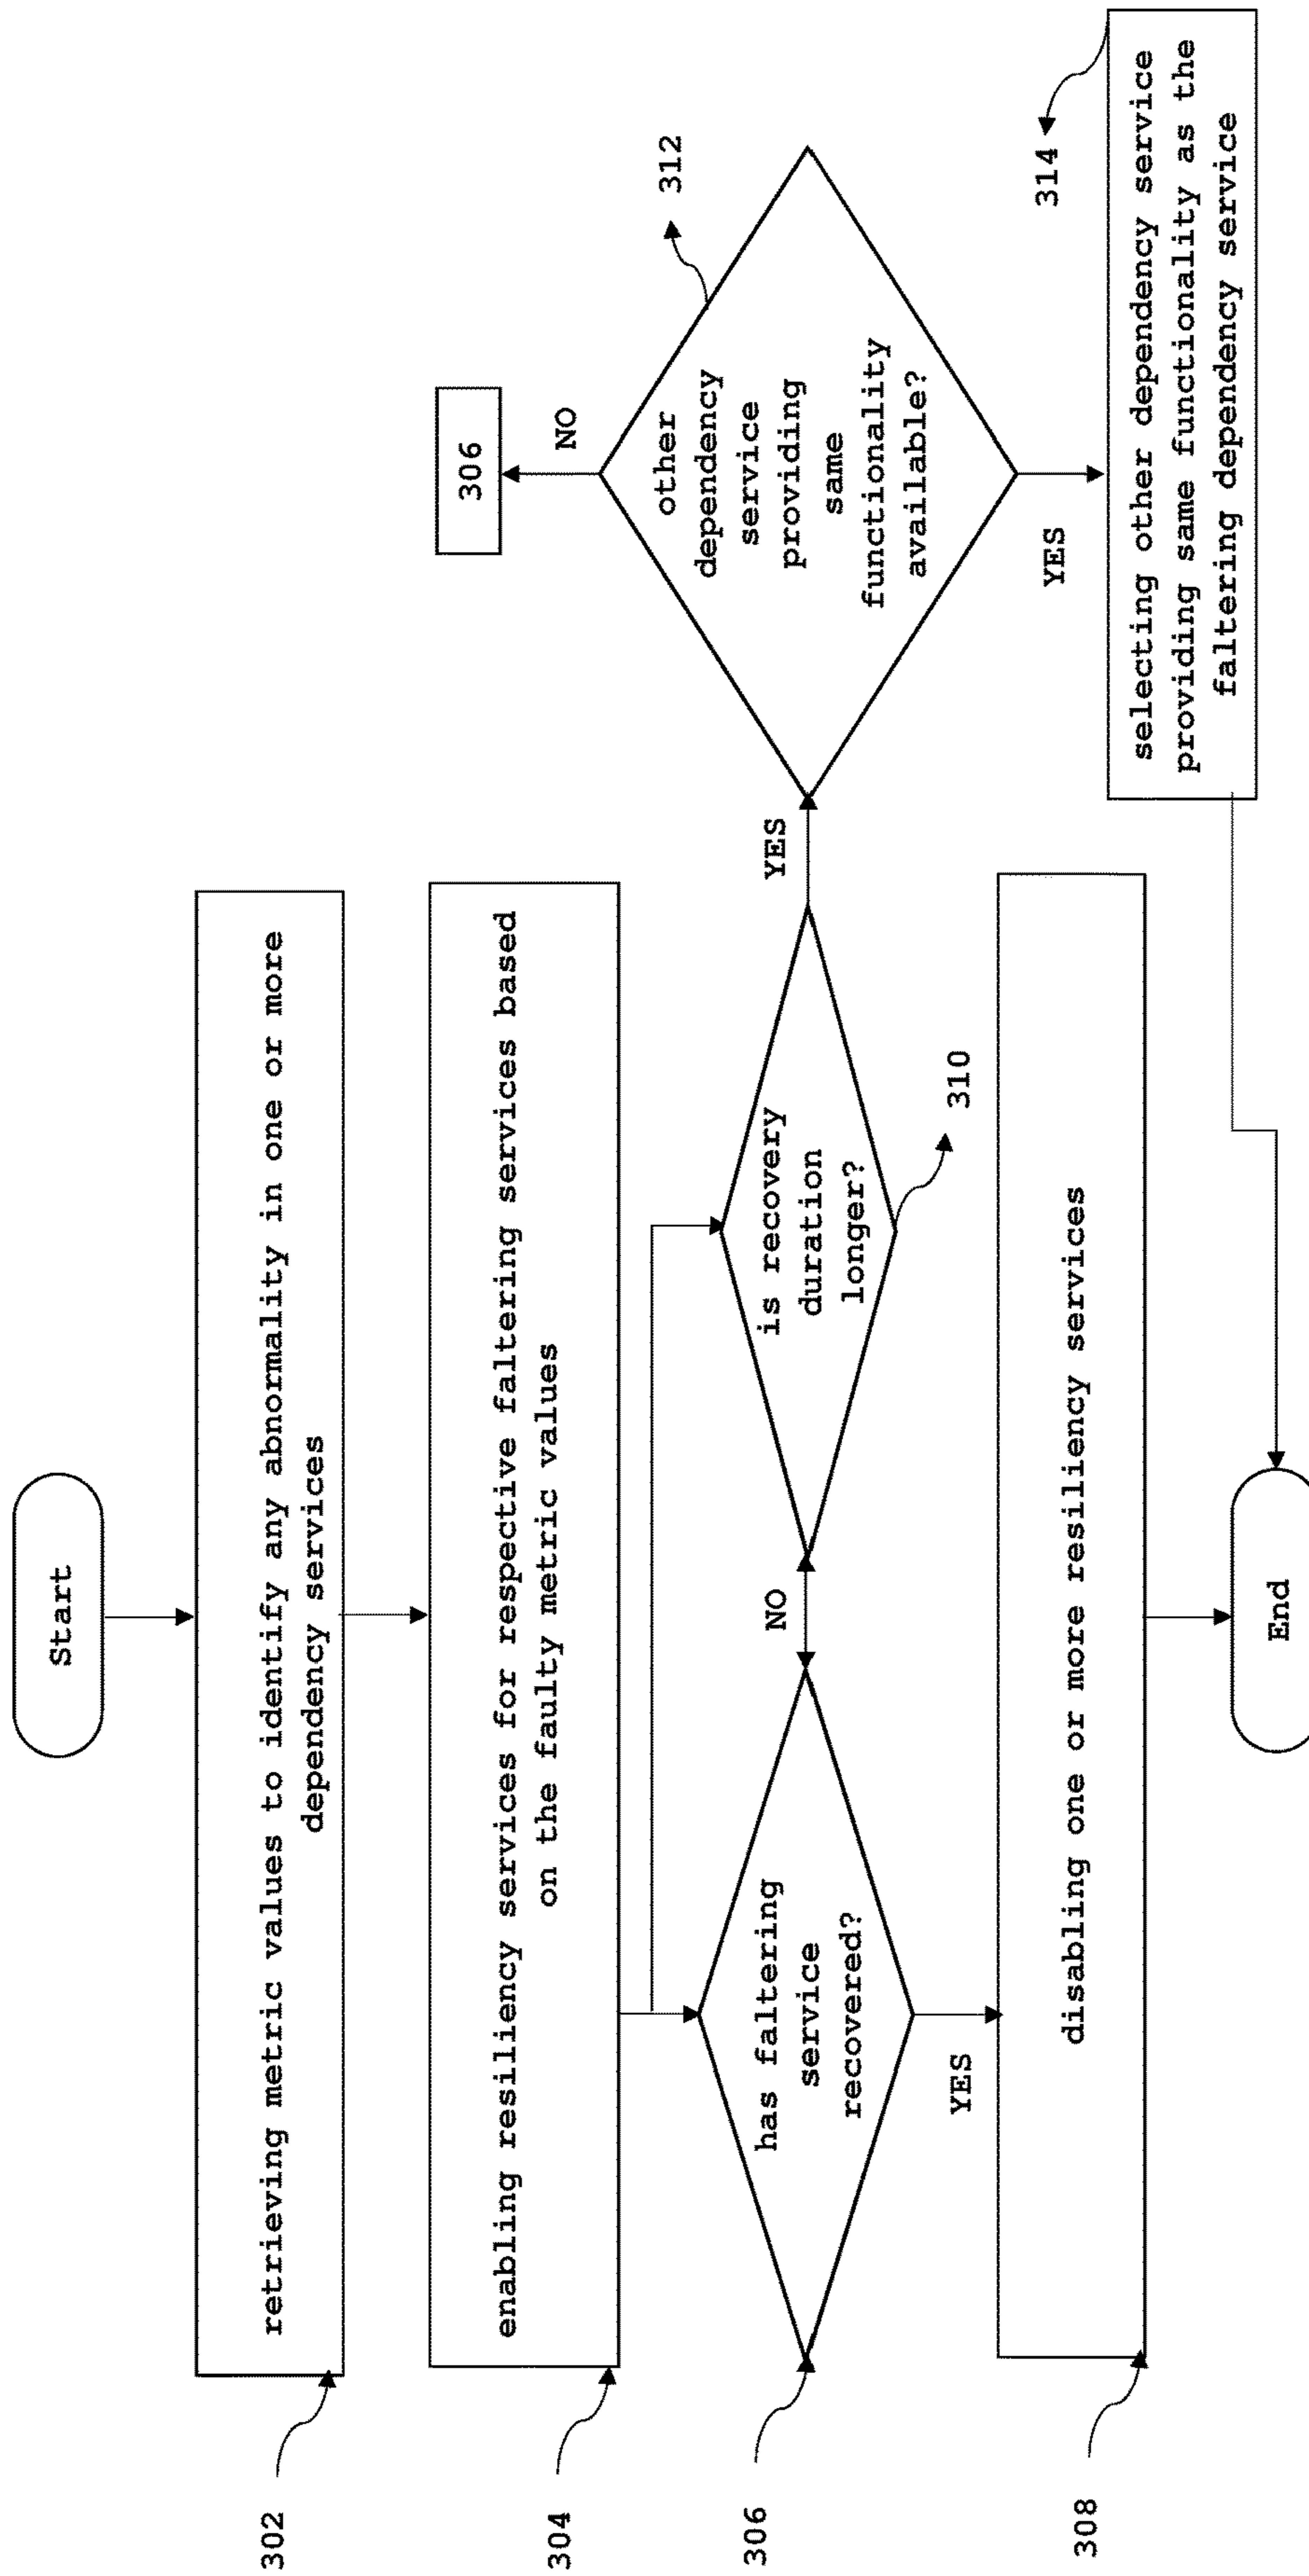 Start
302
retrieving metric values to identify any abnormality in one or more
dependency services
304
enabling resiliency services for respective faltering services based
on the faulty metric values
306
has faltering
service
recovered?
NO
is recovery
duration
longer?
310
YES
other
dependency
service
providing
same
functionality
available?
312
NO
306
YES
YES
308
disabling one or more resiliency services
314
selecting other dependency service
providing same functionality as the
faltering dependency service
End